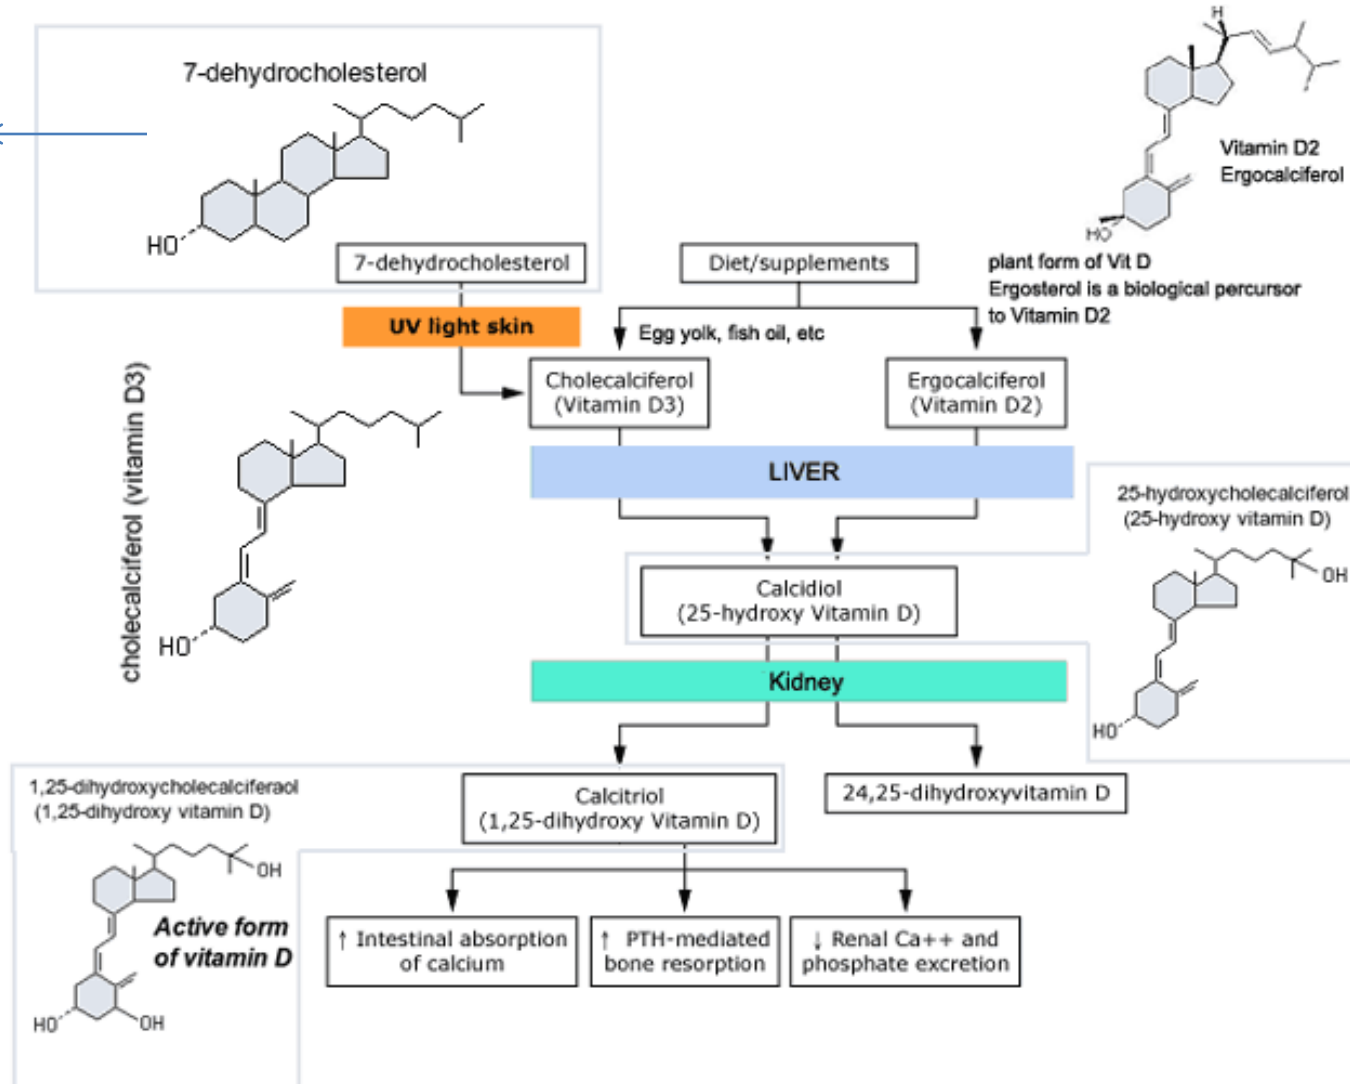 7-dehydrocholesterol
HO
H
Vitamin D2
Ergocalciferol
HO
plant form of Vit D
Ergosterol is a biological percursor
to Vitamin D2
7-dehydrocholesterol
Diet/supplements
UV light skin
Egg yolk, fish oil, etc
Cholecalciferol
(Vitamin D3)
Ergocalciferol
(Vitamin D2)
cholecalciferol (vitamin D3)
HO
LIVER
25-hydroxycholecalciferol
(25-hydroxy vitamin D)
OH
HO
Calcidiol
(25-hydroxy Vitamin D)
Kidney
1,25-dihydroxycholecalciferaol
(1,25-dihydroxy vitamin D)
OH
Active form
of vitamin D
HO
OH
Calcitriol
(1,25-dihydroxy Vitamin D)
24,25-dihydroxyvitamin D
↑ Intestinal absorption
of calcium
↑ PTH-mediated
bone resorption
↓ Renal Ca++ and
phosphate excretion